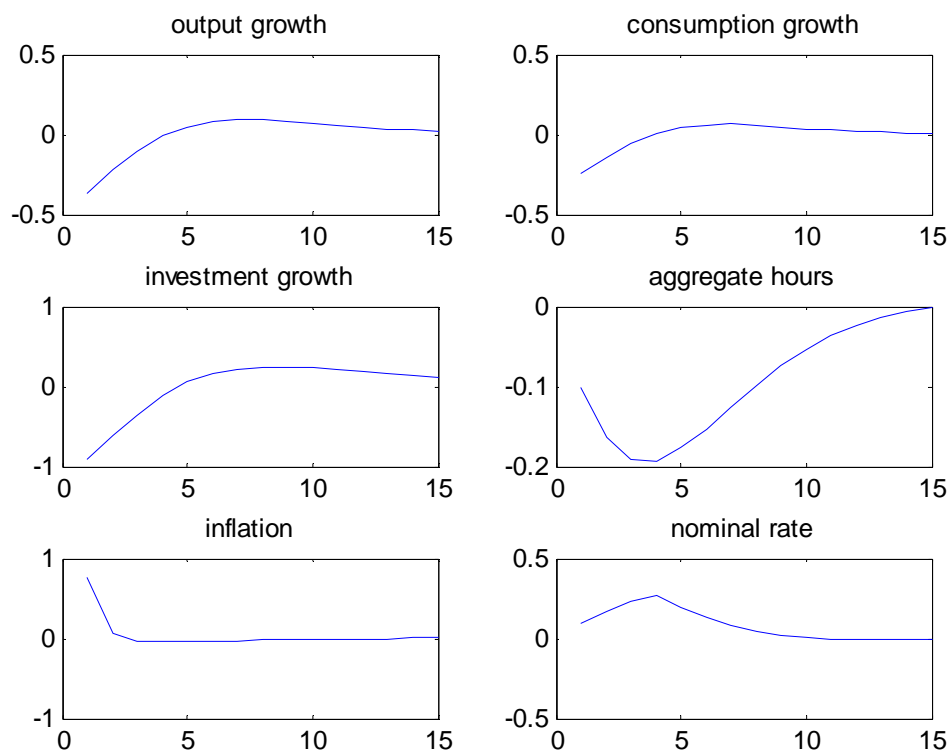 output growth
0.5
0
-0.5
0 5 10 15
consumption growth
0.5
0
-0.5
0 5 10 15
investment growth
1
0
-1
0 5 10 15
aggregate hours
0
-0.1
-0.2
0 5 10 15
inflation
1
0
-1
0 5 10 15
nominal rate
0.5
0
-0.5
0 5 10 15